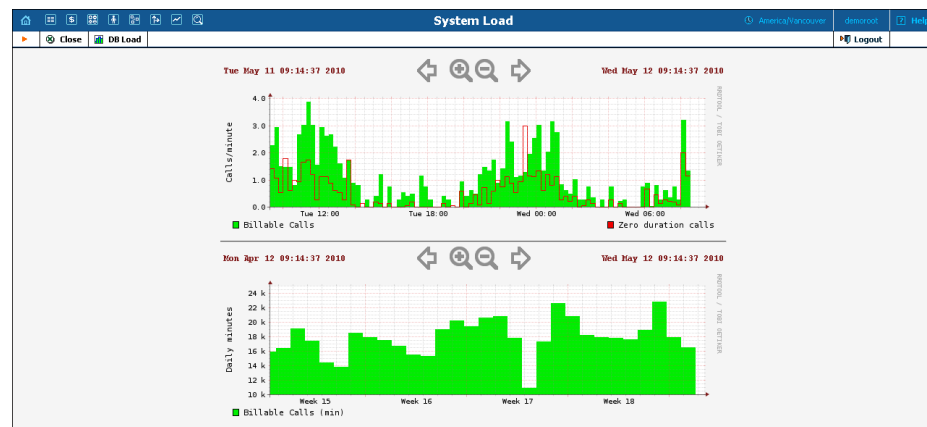 System Load
America/Vancouver
demoroot
Help
Close
DB Load
Logout
Tue May 11 09:14:37 2010
Wed May 12 09:14:37 2010
Calls/minute
4.0
3.0
2.0
1.0
0.0
Tue 12:00
Tue 18:00
Wed 00:00
Wed 06:00
Billable Calls
Zero duration calls
RRDTOOL / TOBI OETIKER
Mon Apr 12 09:14:37 2010
Wed May 12 09:14:37 2010
Daily minutes
24 k
22 k
20 k
18 k
16 k
14 k
12 k
10 k
Week 15
Week 16
Week 17
Week 18
Billable Calls (min)
RRDTOOL / TOBI OETIKER